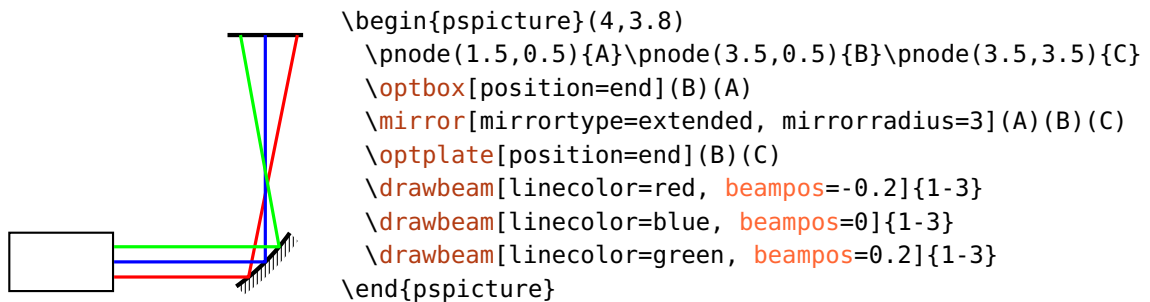 \begin{pspicture}(4,3.8)
  \pnode(1.5,0.5){A}\pnode(3.5,0.5){B}\pnode(3.5,3.5){C}
  \optbox[position=end](B)(A)
  \mirror[mirrortype=extended, mirrorradius=3](A)(B)(C)
  \optplate[position=end](B)(C)
  \drawbeam[linecolor=red, beampos=-0.2]{1-3}
  \drawbeam[linecolor=blue, beampos=0]{1-3}
  \drawbeam[linecolor=green, beampos=0.2]{1-3}
\end{pspicture}